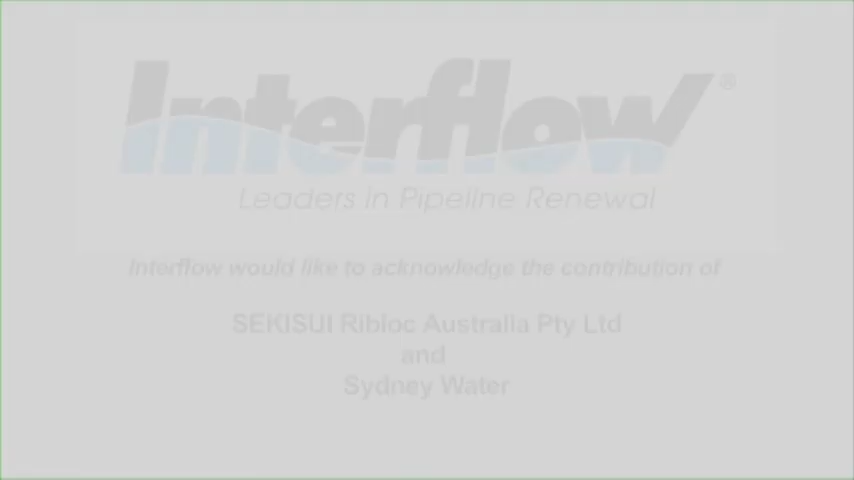 Interflow®
Leaders in Pipeline Renewal
Interflow would like to acknowledge the contribution of
SEKISUI Ribloc Australia Pty Ltd
and
Sydney Water